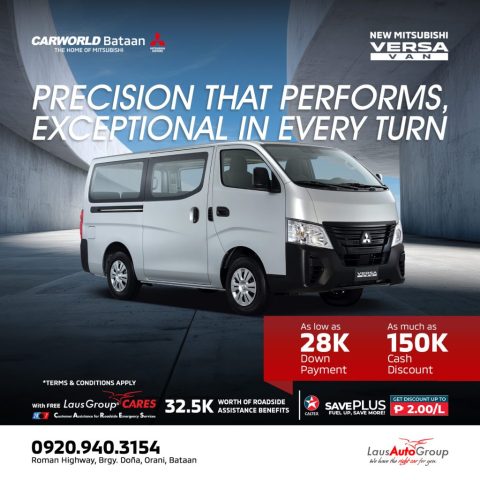 CARWORLD Bataan
THE HOME OF MITSUBISHI
MITSUBISHI MOTORS
NEW MITSUBISHI
VERSA
VAN
PRECISION THAT PERFORMS,
EXCEPTIONAL IN EVERY TURN
VERSA
As low as
28K
Down
Payment
As much as
150K
Cash
Discount
*TERMS & CONDITIONS APPLY
With FREE LausGroup CARES
Customer Assistance for Roadside Emergency Services
32.5K WORTH OF ROADSIDE
ASSISTANCE BENEFITS
CALTEX
SAVEPLUS
FUEL UP, SAVE MORE!
GET DISCOUNT UP TO
₱ 2.00/L
0920.940.3154
Roman Highway, Brgy. Doña, Orani, Bataan
LausAutoGroup
We have the right car for you.